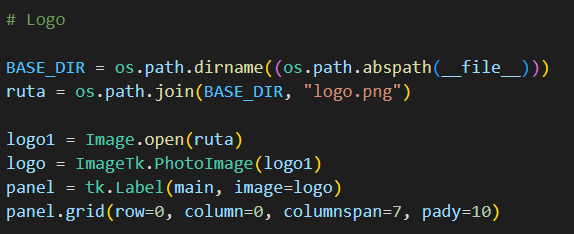 # Logo
BASE_DIR = os.path.dirname((os.path.abspath(__file__)))
ruta = os.path.join(BASE_DIR, "logo.png")
logo1 = Image.open(ruta)
logo = ImageTk.PhotoImage(logo1)
panel = tk.Label(main, image=logo)
panel.grid(row=0, column=0, columnspan=7, pady=10)